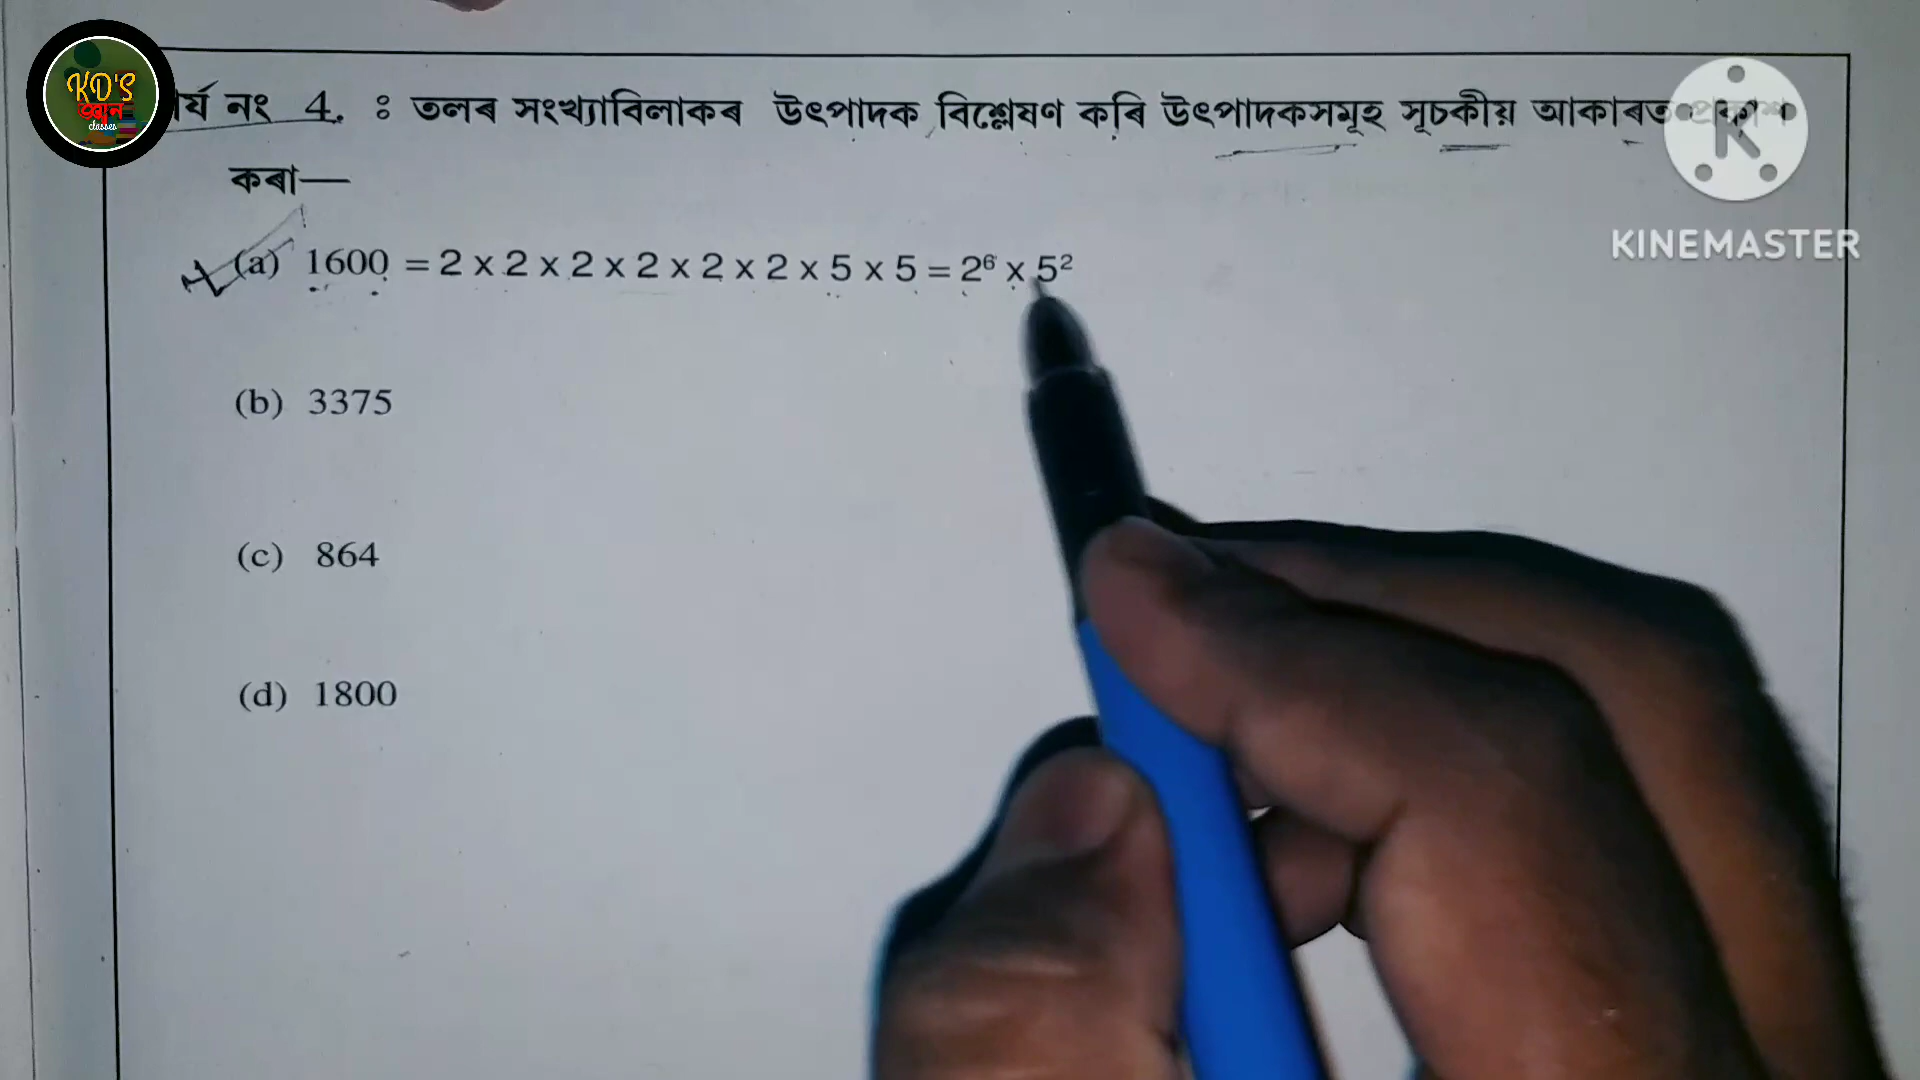 KD'S
জ্ঞান
classes
ৰ্য নং 4. ঃ তলৰ সংখ্যাবিলাকৰ উৎপাদক বিশ্লেষণ কৰি উৎপাদকসমূহ সূচকীয় আকাৰত
কৰা—
(a) 1600 = 2 x 2 x 2 x 2 x 2 x 2 x 5 x 5 = 2⁶ x 5²
KINEMASTER
(b) 3375
(c) 864
(d) 1800